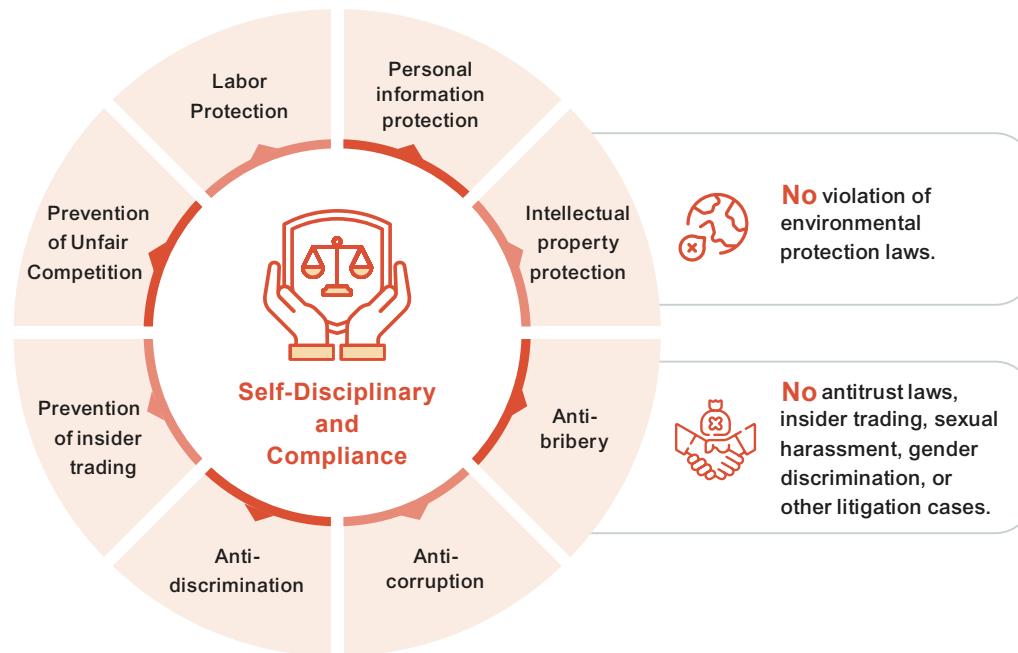 Labor
Protection
Personal
information
protection
Prevention
of Unfair
Competition
Intellectual
property
protection
No violation of
environmental
protection laws.
Self-Disciplinary
and
Compliance
Prevention
of insider
trading
Anti-
bribery
No antitrust laws,
insider trading, sexual
harassment, gender
discrimination, or
other litigation cases.
Anti-
discrimination
Anti-
corruption